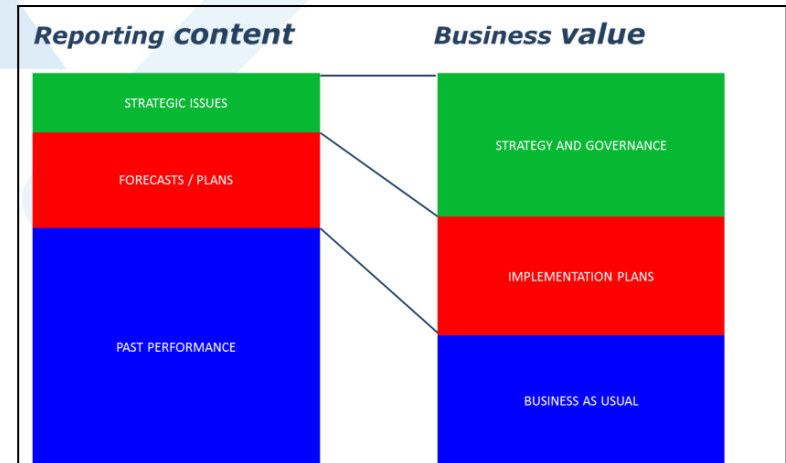 Reporting content
Business value
STRATEGIC ISSUES
STRATEGY AND GOVERNANCE
FORECASTS / PLANS
IMPLEMENTATION PLANS
PAST PERFORMANCE
BUSINESS AS USUAL